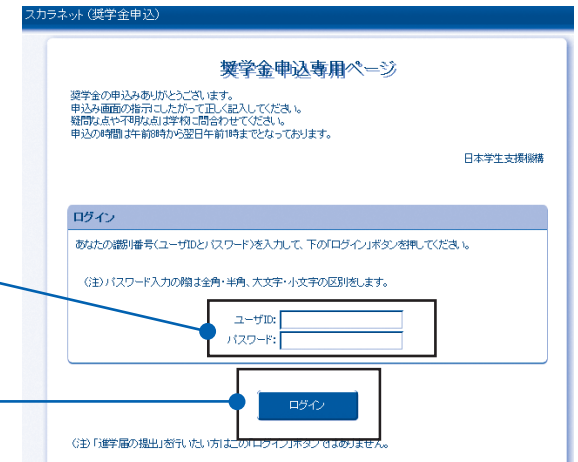 スカラネット(奨学金申込)
奨学金申込専用ページ
奨学金の申込みありがとうございます。
申込み画面の指示にしたがって正しく記入してください。
疑問な点や不明な点は学校に問合わせてください。
申込の時間は午前8時から翌日午前1時までとなっております。
日本学生支援機構
ログイン
あなたの識別番号(ユーザIDとパスワード)を入力して、下の「ログイン」ボタンを押してください。
(注)パスワード入力の際は全角・半角、大文字・小文字の区別をします。
ユーザID:
パスワード:
ログイン
(注)「進学届の提出」を行いたい方はこの「ログイン」ボタンではありません。